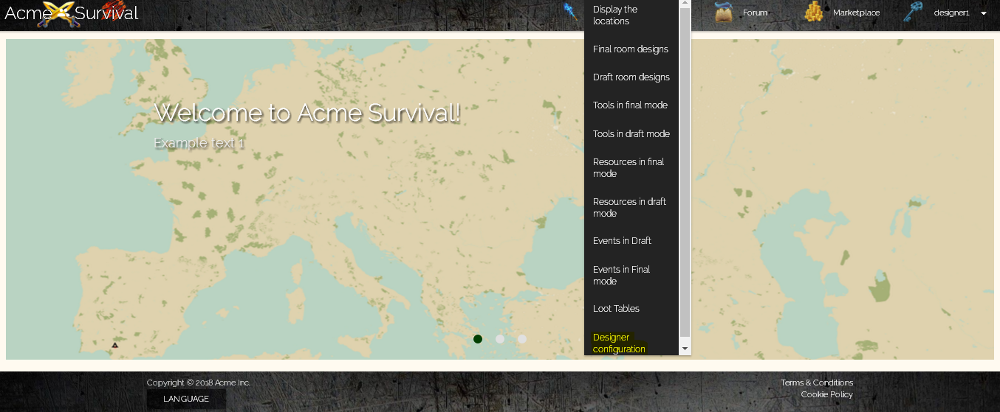 Acme Survival
Forum
Marketplace
designer1
Display the
locations
Final room designs
Draft room designs
Tools in final mode
Tools in draft mode
Resources in final
mode
Resources in draft
mode
Events in Draft
Events in Final
mode
Loot Tables
Designer
configuration
Welcome to Acme Survival!
Example text 1
Copyright © 2018 Acme Inc.
LANGUAGE
Terms & Conditions
Cookie Policy